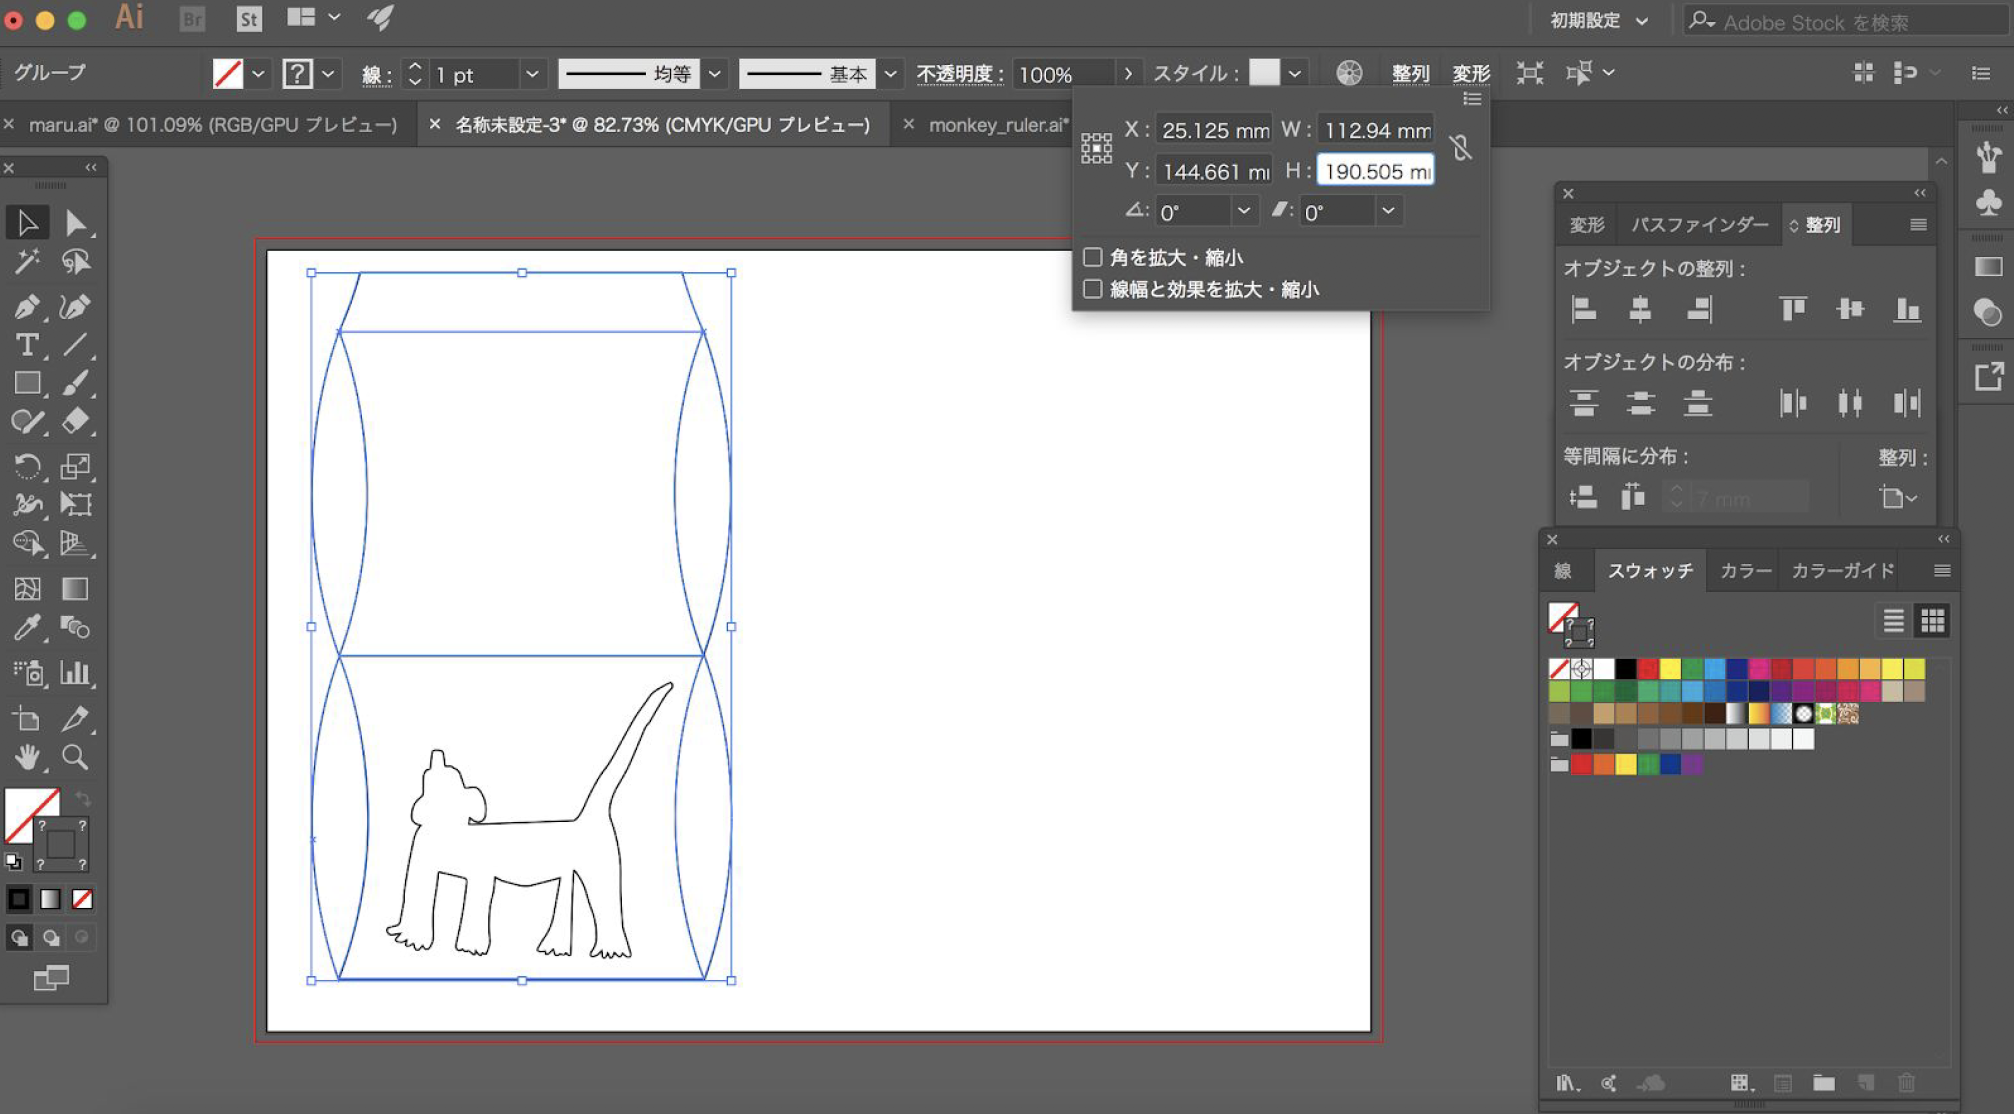 Ai Br St 初期設定 Adobe Stock を検索
グループ ? 線 : 1 pt 均等 基本 不透明度 : 100% スタイル : 整列 変形
maru.ai* @ 101.09% (RGB/GPU プレビュー) 名称未設定-3* @ 82.73% (CMYK/GPU プレビュー) monkey_ruler.ai*
X : 25.125 mm W : 112.94 mm
Y : 144.661 m H : 190.505 m
0° 0°
角を拡大・縮小
線幅と効果を拡大・縮小
変形 パスファインダー 整列
オブジェクトの整列 :
オブジェクトの分布 :
等間隔に分布 : 整列 :
7 mm
線 スウォッチ カラー カラーガイド
? ?
? ?
T
? ?
? ?